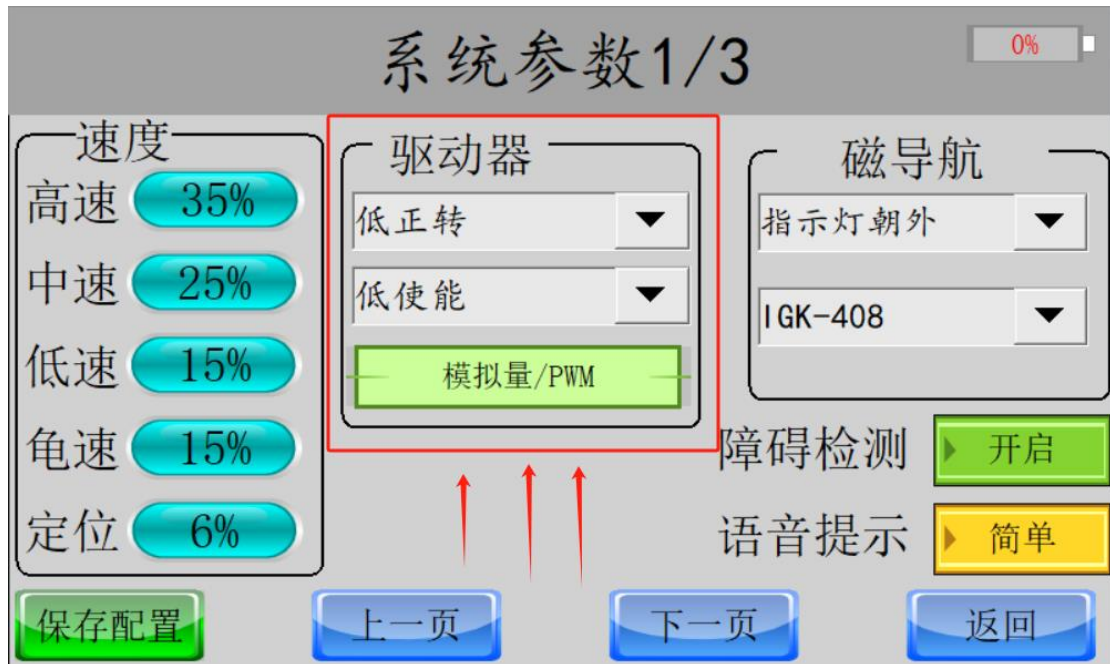 系统参数1/3
0%
速度
高速 35%
中速 25%
低速 15%
龟速 15%
定位 6%
驱动器
低正转
低使能
模拟量/PWM
磁导航
指示灯朝外
IGK-408
障碍检测 开启
语音提示 简单
保存配置 上一页 下一页 返回